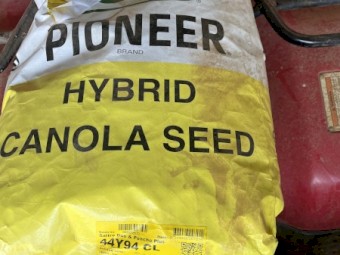 PIONEER
BRAND
HYBRID
CANOLA SEED
44Y94 CL